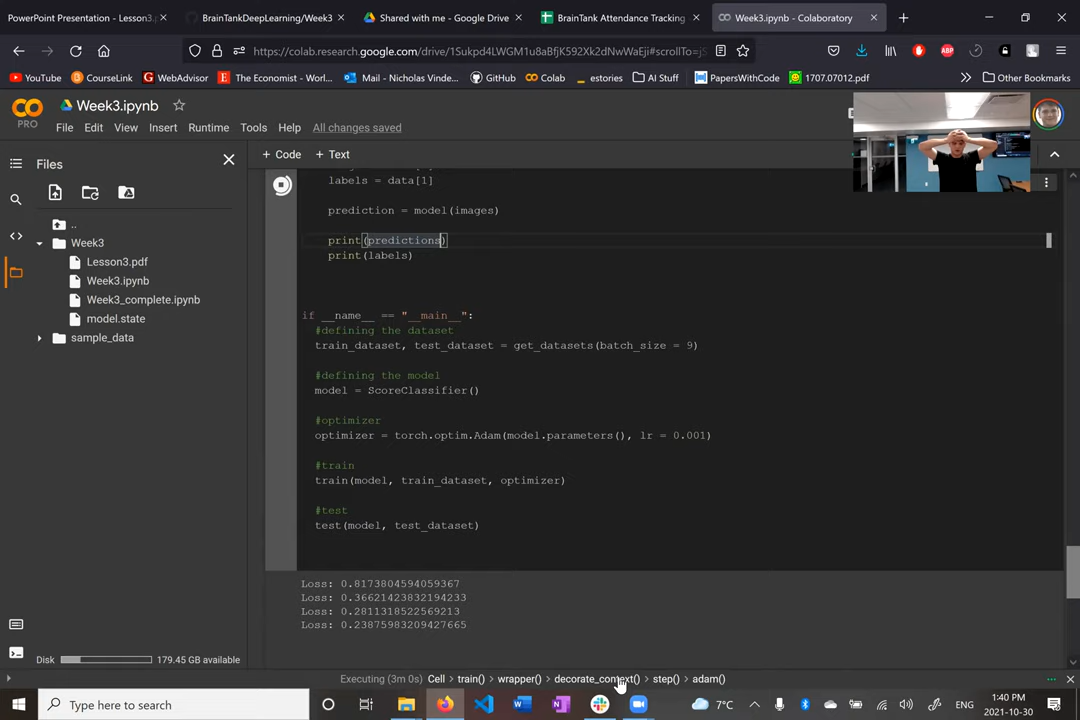 PowerPoint Presentation - Lesson3.p
BrainTankDeepLearning/Week3
Shared with me - Google Drive
BrainTank Attendance Tracking
Week3.ipynb - Colaboratory
https://colab.research.google.com/drive/1Sukpd4LWGM1u8aBfjK592Xk2dNwWaEji#scrollTo=jS
YouTube
CourseLink
WebAdvisor
The Economist - Worl...
Mail - Nicholas Vinde...
GitHub
Colab
_estories
AI Stuff
PapersWithCode
1707.07012.pdf
Other Bookmarks
CO
PRO
Week3.ipynb
File Edit View Insert Runtime Tools Help All changes saved
Files
+ Code + Text
..
Week3
Lesson3.pdf
Week3.ipynb
Week3_complete.ipynb
model.state
sample_data
labels = data[1]
prediction = model(images)
print(predictions)
print(labels)
if __name__ == "__main__":
#defining the dataset
train_dataset, test_dataset = get_datasets(batch_size = 9)
#defining the model
model = ScoreClassifier()
#optimizer
optimizer = torch.optim.Adam(model.parameters(), lr = 0.001)
#train
train(model, train_dataset, optimizer)
#test
test(model, test_dataset)
Loss: 0.8173804594059367
Loss: 0.36621423832194233
Loss: 0.2811318522569213
Loss: 0.23875983209427665
Disk
179.45 GB available
Executing (3m 0s) Cell > train() > wrapper() > decorate_context() > step() > adam()
Type here to search
7°C
ENG
1:40 PM
2021-10-30